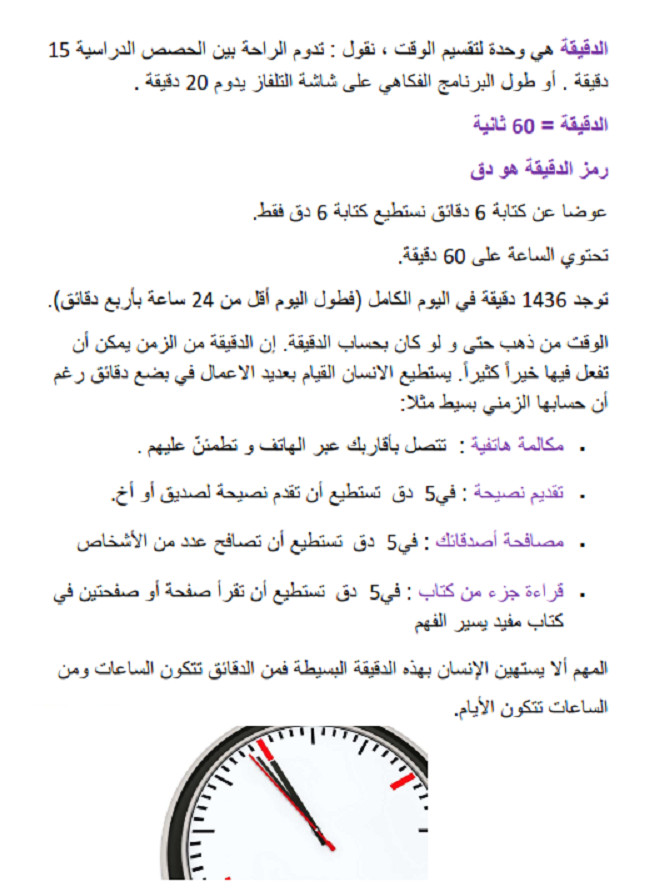 الدقيقة هي وحدة لتقسيم الوقت ، نقول : تدوم الراحة بين الحصص الدراسية 15
دقيقة . أو طول البرنامج الفكاهي على شاشة التلفاز يدوم 20 دقيقة .
الدقيقة = 60 ثانية
رمز الدقيقة هو دق
عوضا عن كتابة 6 دقائق نستطيع كتابة 6 دق فقط.
تحتوي الساعة على 60 دقيقة.
توجد 1436 دقيقة في اليوم الكامل (فطول اليوم أقل من 24 ساعة بأربع دقائق).
الوقت من ذهب حتى و لو كان بحساب الدقيقة. إن الدقيقة من الزمن يمكن أن
تفعل فيها خيراً كثيراً. يستطيع الانسان القيام بعديد الاعمال في بضع دقائق رغم
أن حسابها الزمني بسيط مثلا:
• مكالمة هاتفية : تتصل بأقاربك عبر الهاتف و تطمئنّ عليهم .
• تقديم نصيحة : في5 دق تستطيع أن تقدم نصيحة لصديق أو أخ.
• مصافحة أصدقائك : في5 دق تستطيع أن تصافح عدد من الأشخاص
• قراءة جزء من كتاب : في5 دق تستطيع أن تقرأ صفحة أو صفحتين في
كتاب مفيد يسير الفهم
المهم ألا يستهين الإنسان بهذه الدقيقة البسيطة فمن الدقائق تتكون الساعات ومن
الساعات تتكون الأيام.